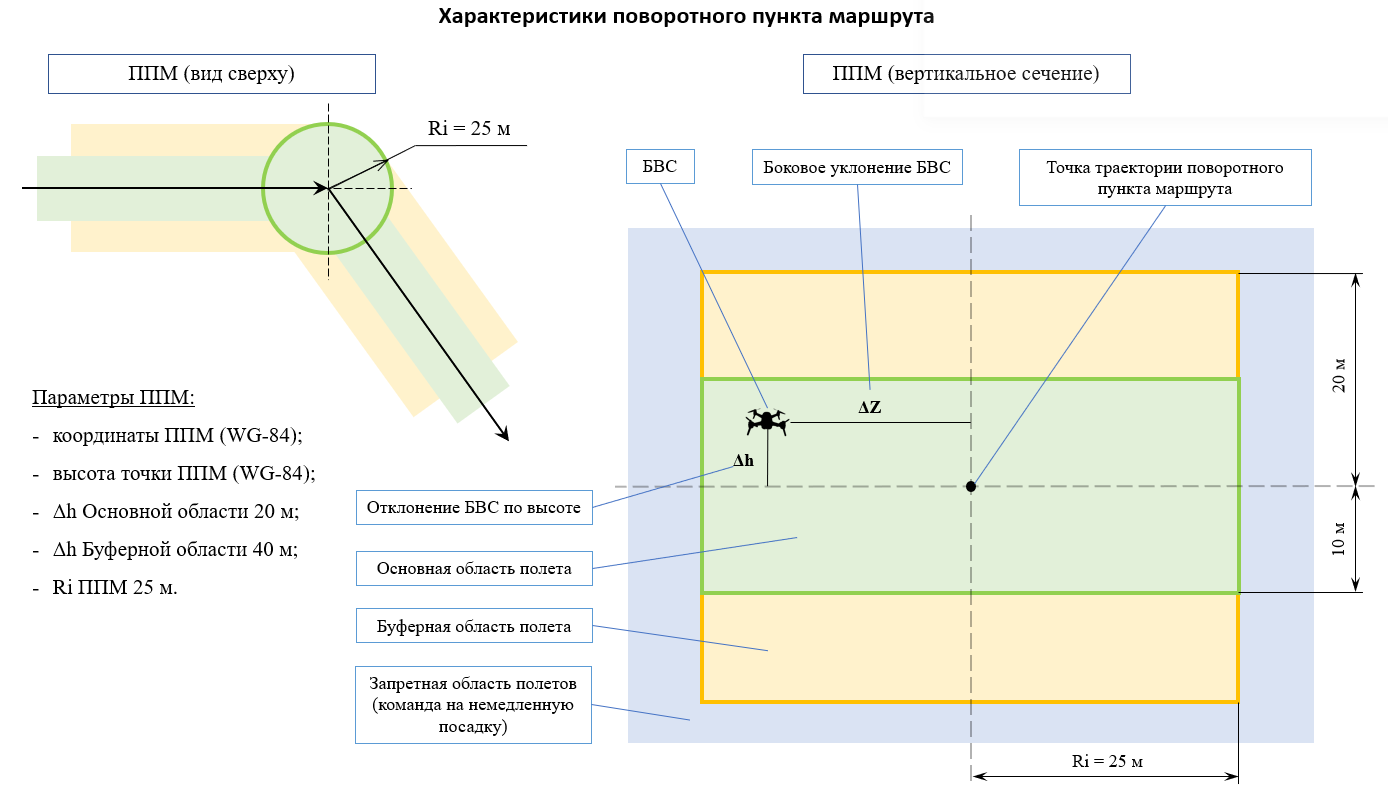 Характеристики поворотного пункта маршрута
ППМ (вид сверху)
ППМ (вертикальное сечение)
Ri = 25 м
БВС
Боковое уклонение БВС
Точка траектории поворотного
пункта маршрута
ΔZ
Δh
20 м
10 м
Параметры ППМ:
- координаты ППМ (WG-84);
- высота точки ППМ (WG-84);
- Δh Основной области 20 м;
- Δh Буферной области 40 м;
- Ri ППМ 25 м.
Отклонение БВС по высоте
Основная область полета
Буферная область полета
Запретная область полетов
(команда на немедленную
посадку)
Ri = 25 м